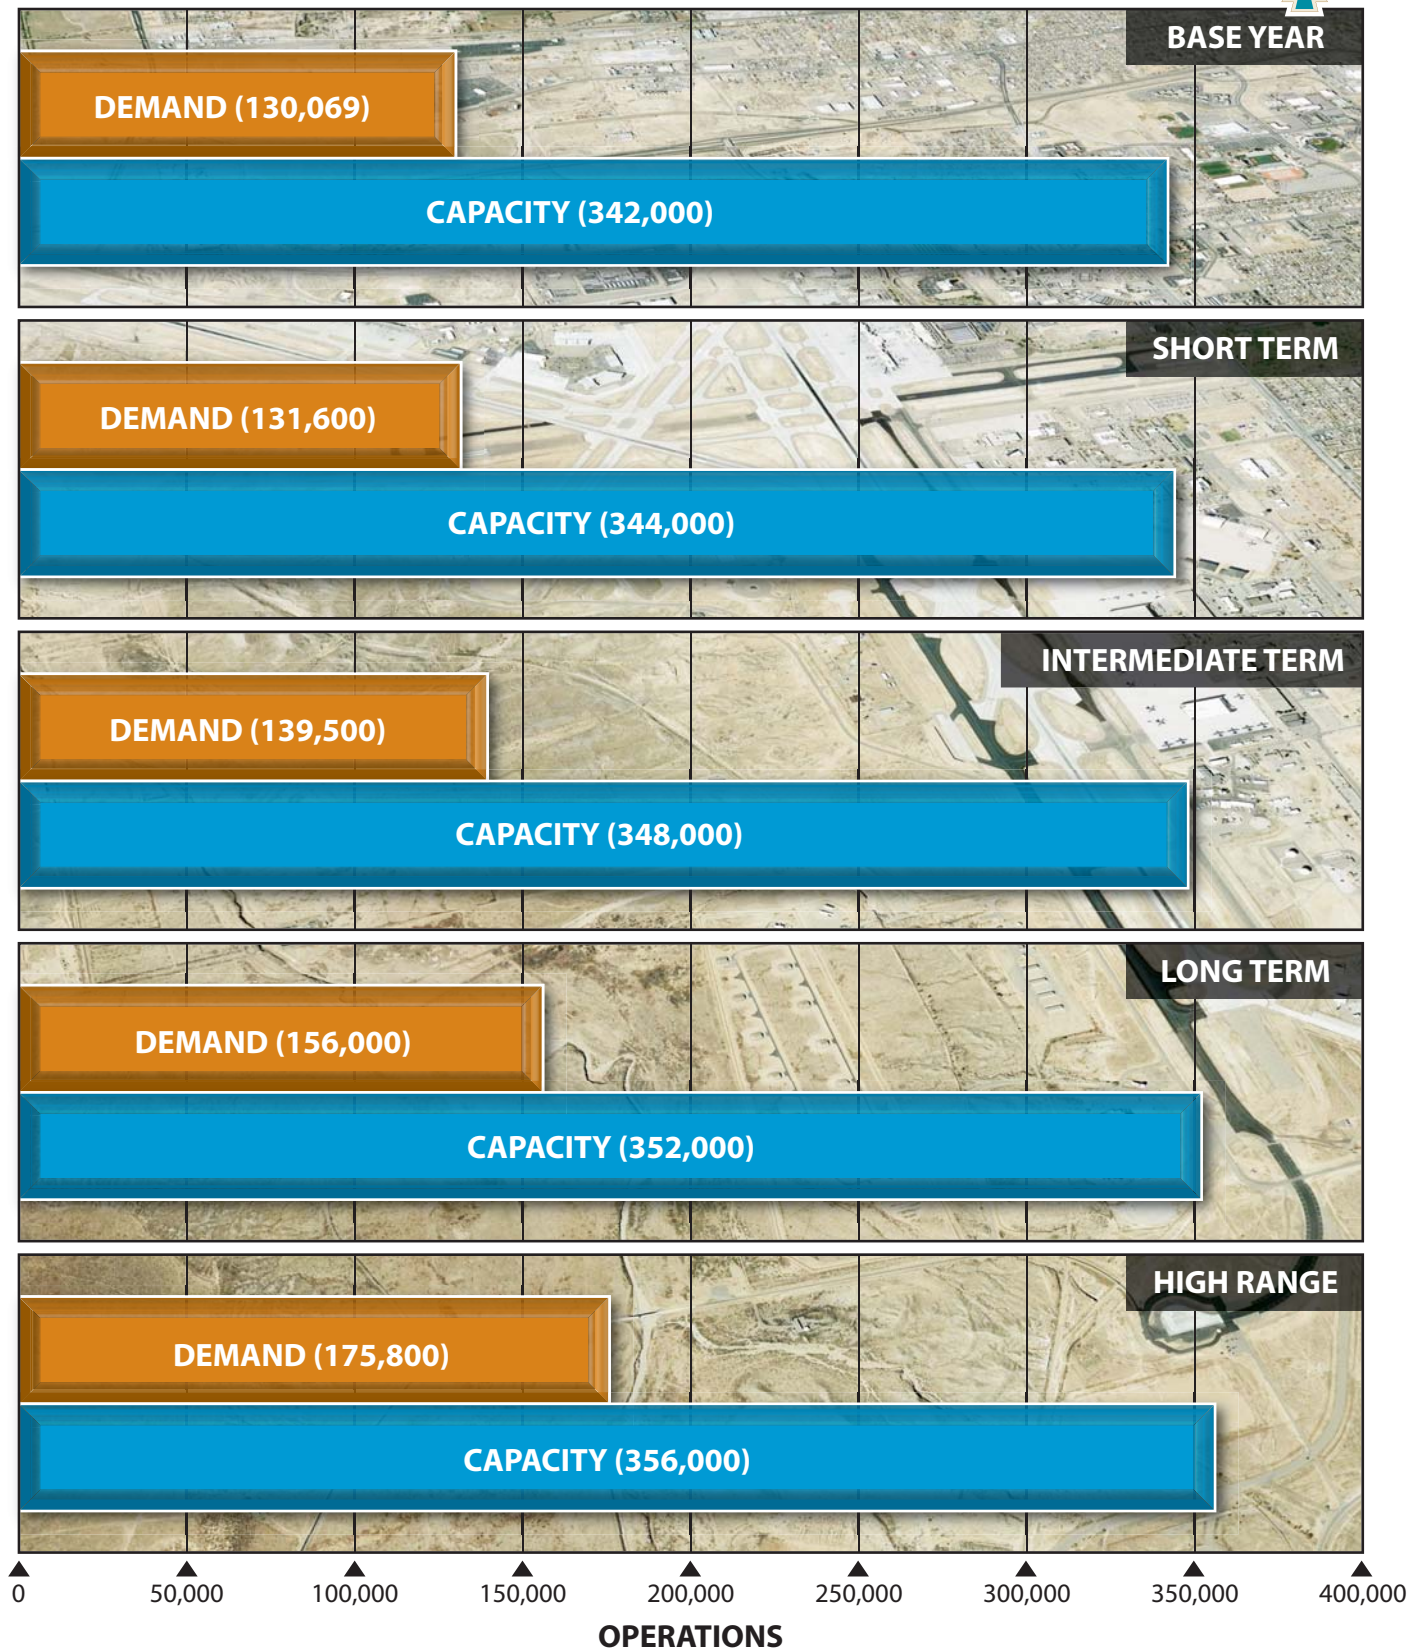 BASE YEAR
DEMAND (130,069)
CAPACITY (342,000)
SHORT TERM
DEMAND (131,600)
CAPACITY (344,000)
INTERMEDIATE TERM
DEMAND (139,500)
CAPACITY (348,000)
LONG TERM
DEMAND (156,000)
CAPACITY (352,000)
HIGH RANGE
DEMAND (175,800)
CAPACITY (356,000)
0 50,000 100,000 150,000 200,000 250,000 300,000 350,000 400,000
OPERATIONS